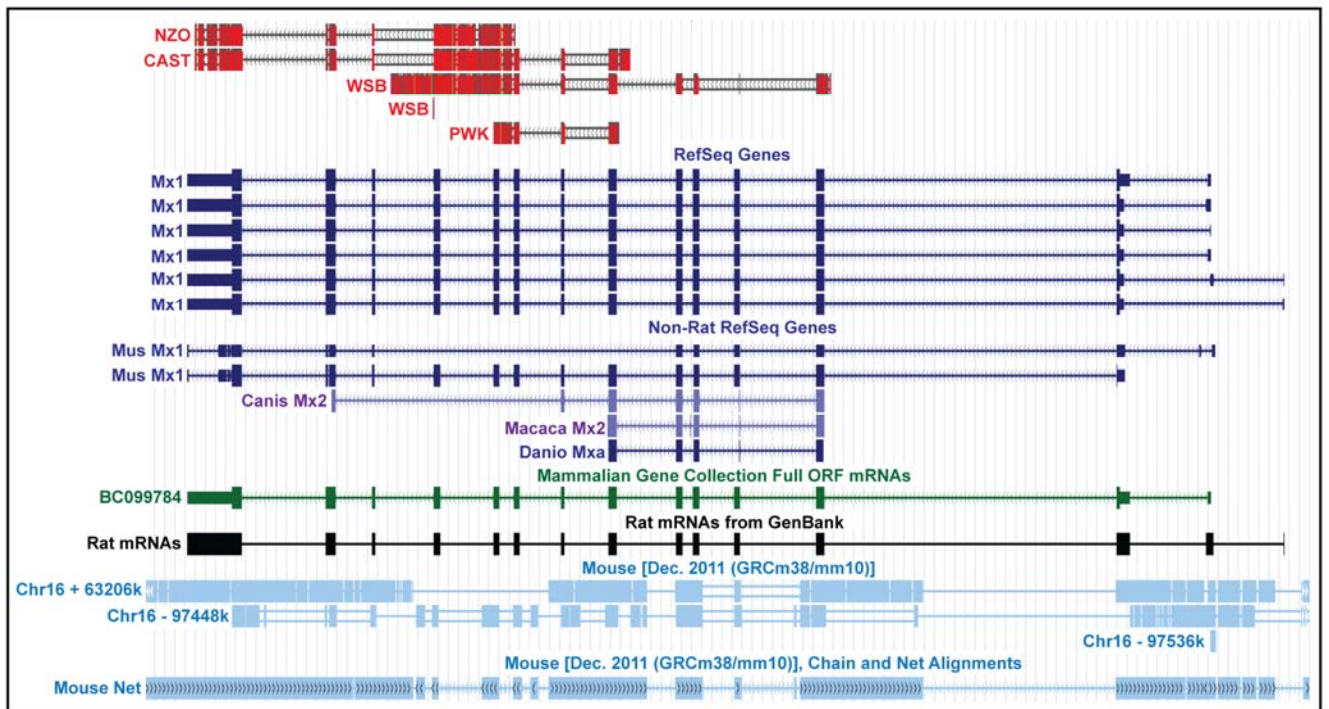 NZO
CAST
WSB
WSB
PWK
RefSeq Genes
Mx1
Mx1
Mx1
Mx1
Mx1
Mx1
Non-Rat RefSeq Genes
Mus Mx1
Mus Mx1
Canis Mx2
Macaca Mx2
Danio Mxa
Mammalian Gene Collection Full ORF mRNAs
BC099784
Rat mRNAs from GenBank
Rat mRNAs
Mouse [Dec. 2011 (GRCm38/mm10)]
Chr16 + 63206k
Chr16 - 97448k
Chr16 - 97536k
Mouse [Dec. 2011 (GRCm38/mm10)], Chain and Net Alignments
Mouse Net